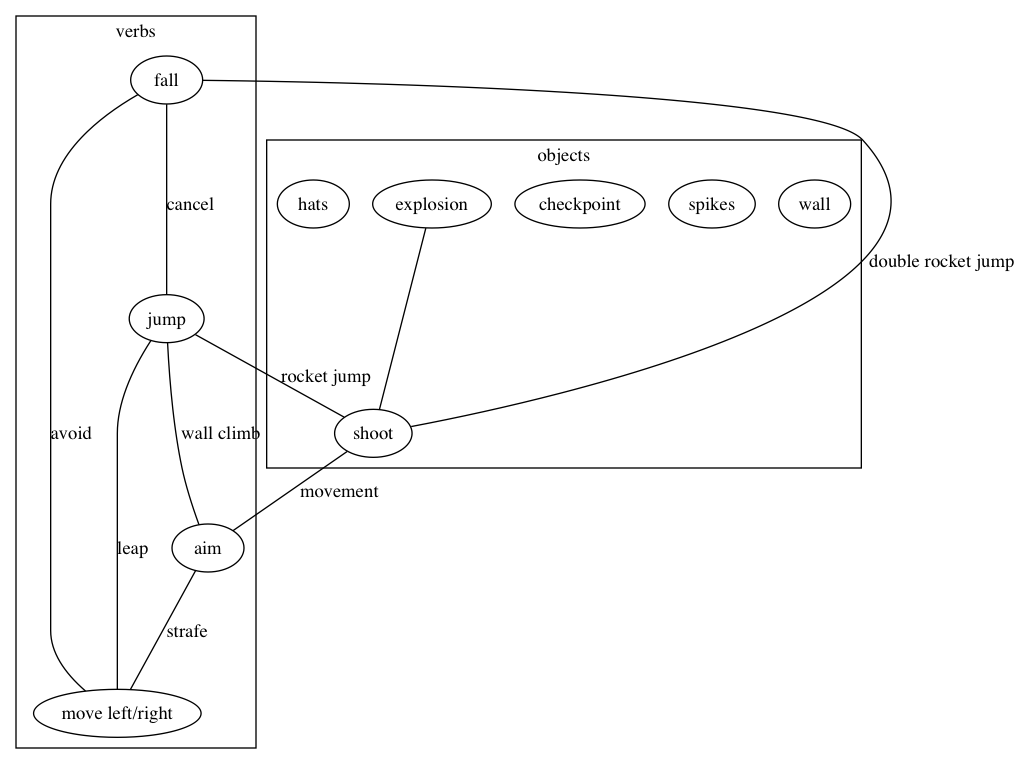 verbs
fall
objects
hats
explosion
checkpoint
spikes
wall
cancel
double rocket jump
jump
rocket jump
avoid
wall climb
shoot
movement
leap
aim
strafe
move left/right